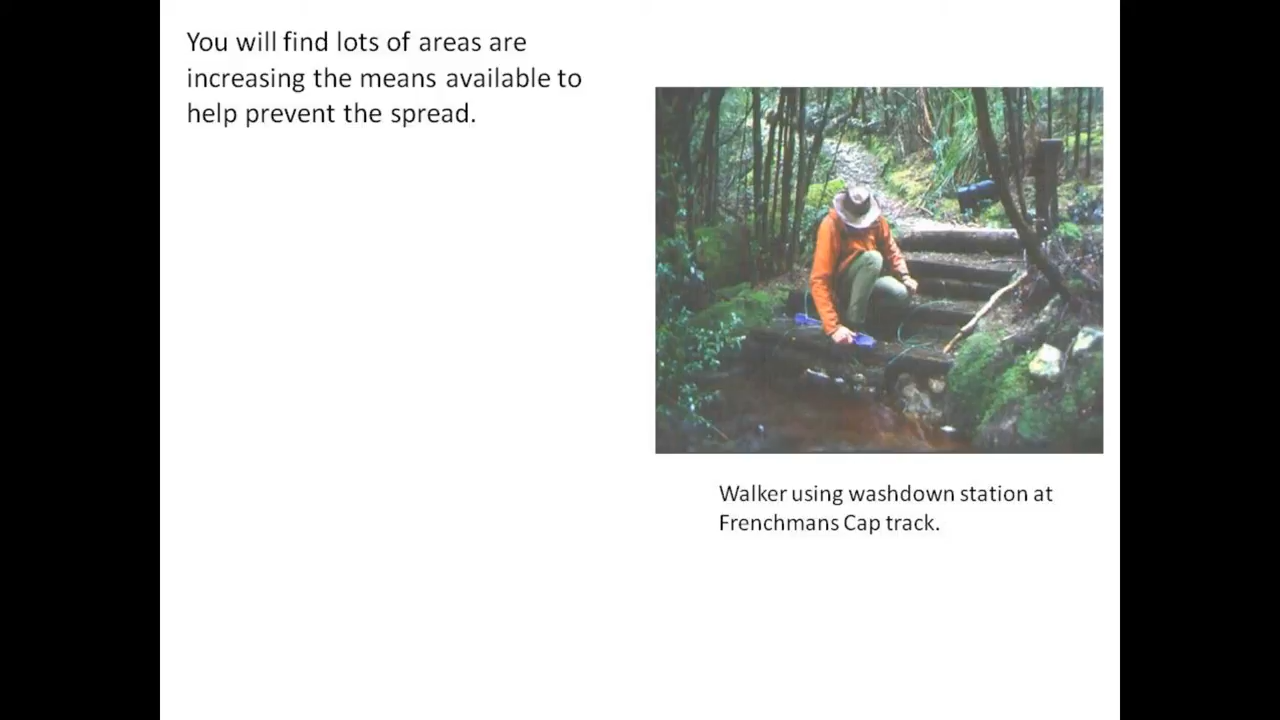 You will find lots of areas are
increasing the means available to
help prevent the spread.
Walker using washdown station at
Frenchmans Cap track.